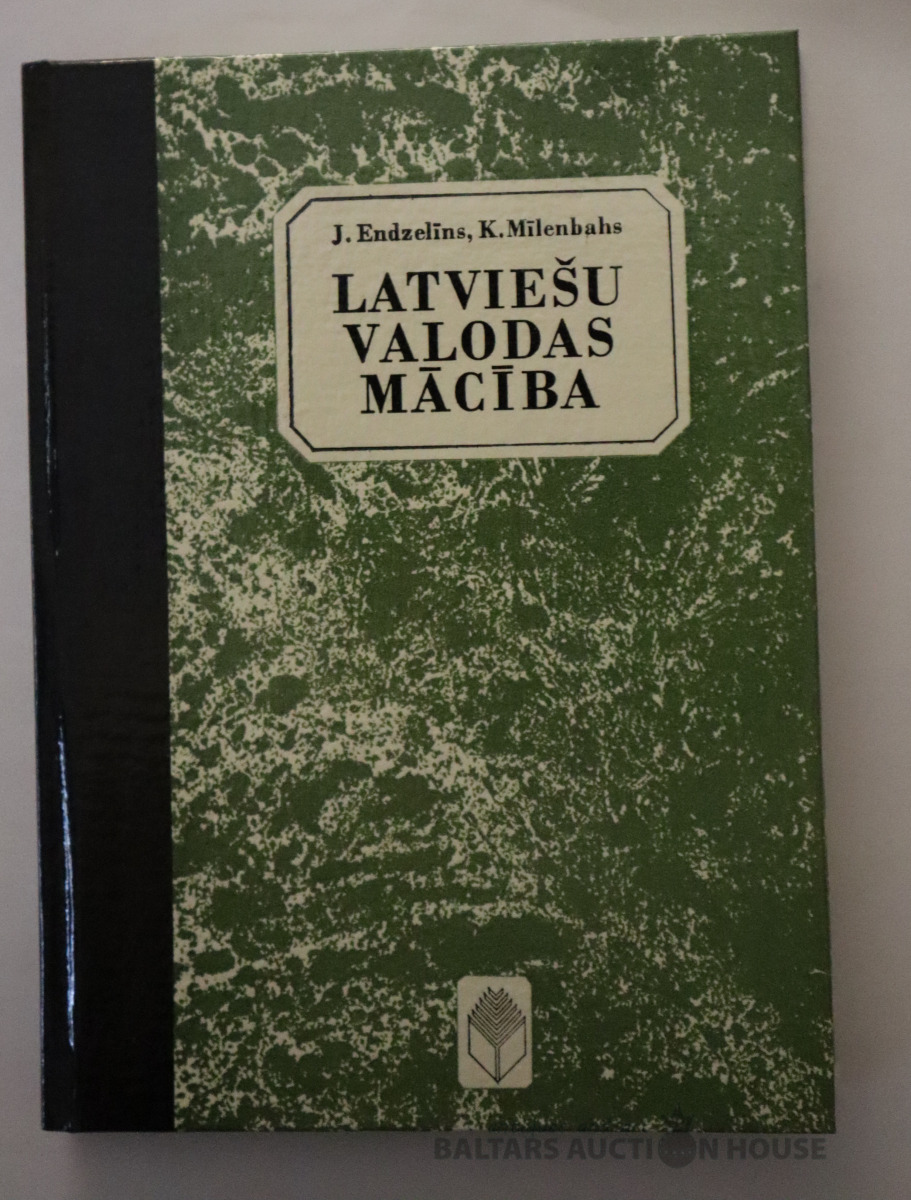 J. Endzelīns, K. Mīlenbahs
LATVIEŠU
VALODAS
MĀCĪBA
BALTARS AUCTION HOUSE